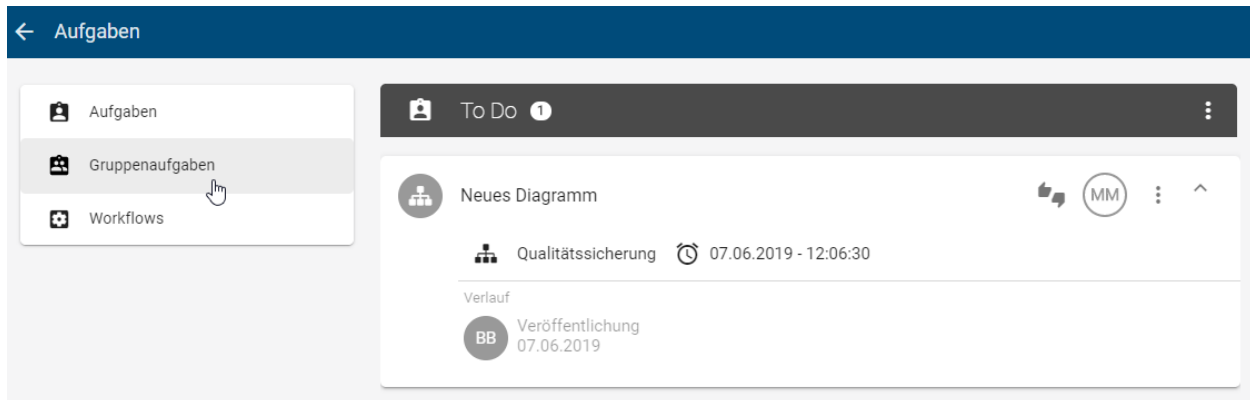 Aufgaben
Aufgaben
Gruppenaufgaben
Workflows
To Do 1
Neues Diagramm MM
Qualitätssicherung 07.06.2019 - 12:06:30
Verlauf
BB Veröffentlichung
07.06.2019